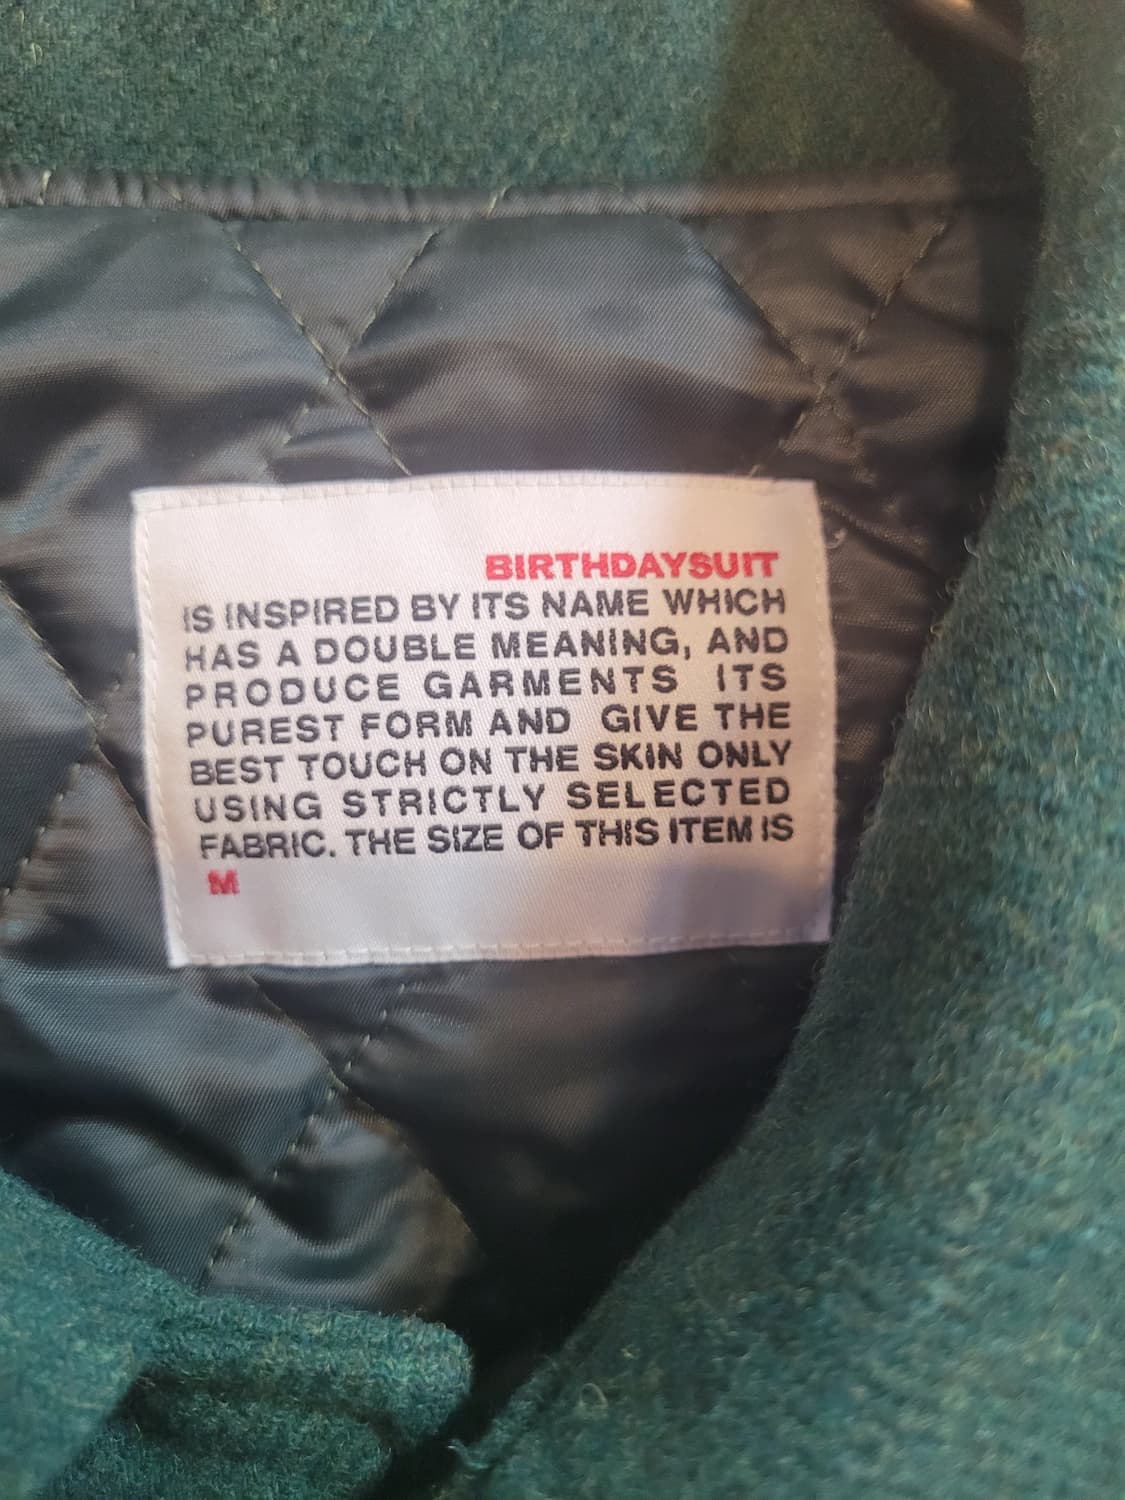 BIRTHDAYSUIT
IS INSPIRED BY ITS NAME WHICH
HAS A DOUBLE MEANING, AND
PRODUCE GARMENTS ITS
PUREST FORM AND GIVE THE
BEST TOUCH ON THE SKIN ONLY
USING STRICTLY SELECTED
FABRIC. THE SIZE OF THIS ITEM IS
M